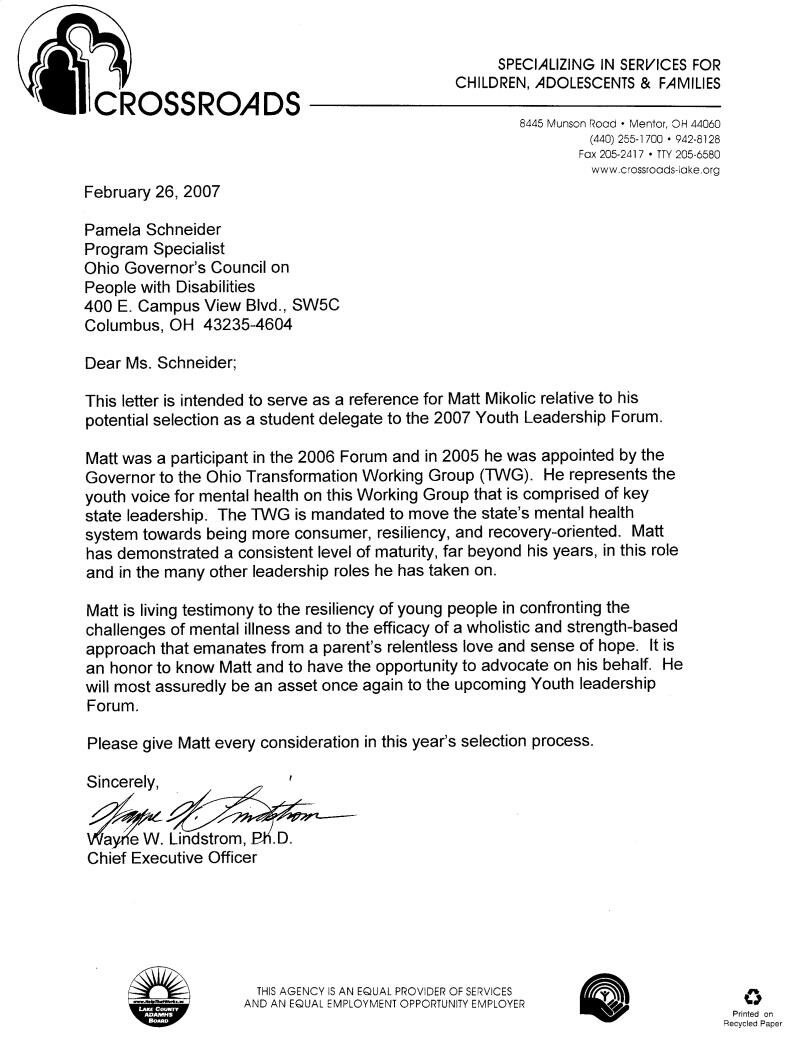 CROSSROADS
SPECIALIZING IN SERVICES FOR
CHILDREN, ADOLESCENTS & FAMILIES
8445 Munson Road • Mentor, OH 44060
(440) 255-1700 • 942-8128
Fax 205-2417 • TTY 205-6580
www.crossroads-lake.org
February 26, 2007
Pamela Schneider
Program Specialist
Ohio Governor's Council on
People with Disabilities
400 E. Campus View Blvd., SW5C
Columbus, OH 43235-4604
Dear Ms. Schneider;
This letter is intended to serve as a reference for Matt Mikolic relative to his
potential selection as a student delegate to the 2007 Youth Leadership Forum.
Matt was a participant in the 2006 Forum and in 2005 he was appointed by the
Governor to the Ohio Transformation Working Group (TWG). He represents the
youth voice for mental health on this Working Group that is comprised of key
state leadership. The TWG is mandated to move the state's mental health
system towards being more consumer, resiliency, and recovery-oriented. Matt
has demonstrated a consistent level of maturity, far beyond his years, in this role
and in the many other leadership roles he has taken on.
Matt is living testimony to the resiliency of young people in confronting the
challenges of mental illness and to the efficacy of a wholistic and strength-based
approach that emanates from a parent's relentless love and sense of hope. It is
an honor to know Matt and to have the opportunity to advocate on his behalf. He
will most assuredly be an asset once again to the upcoming Youth leadership
Forum.
Please give Matt every consideration in this year's selection process.
Sincerely,
Wayne W. Lindstrom
Wayne W. Lindstrom, Ph.D.
Chief Executive Officer
www.HelpThatWorks.us
LAKE COUNTY
ADAMHS
BOARD
THIS AGENCY IS AN EQUAL PROVIDER OF SERVICES
AND AN EQUAL EMPLOYMENT OPPORTUNITY EMPLOYER
Printed on
Recycled Paper